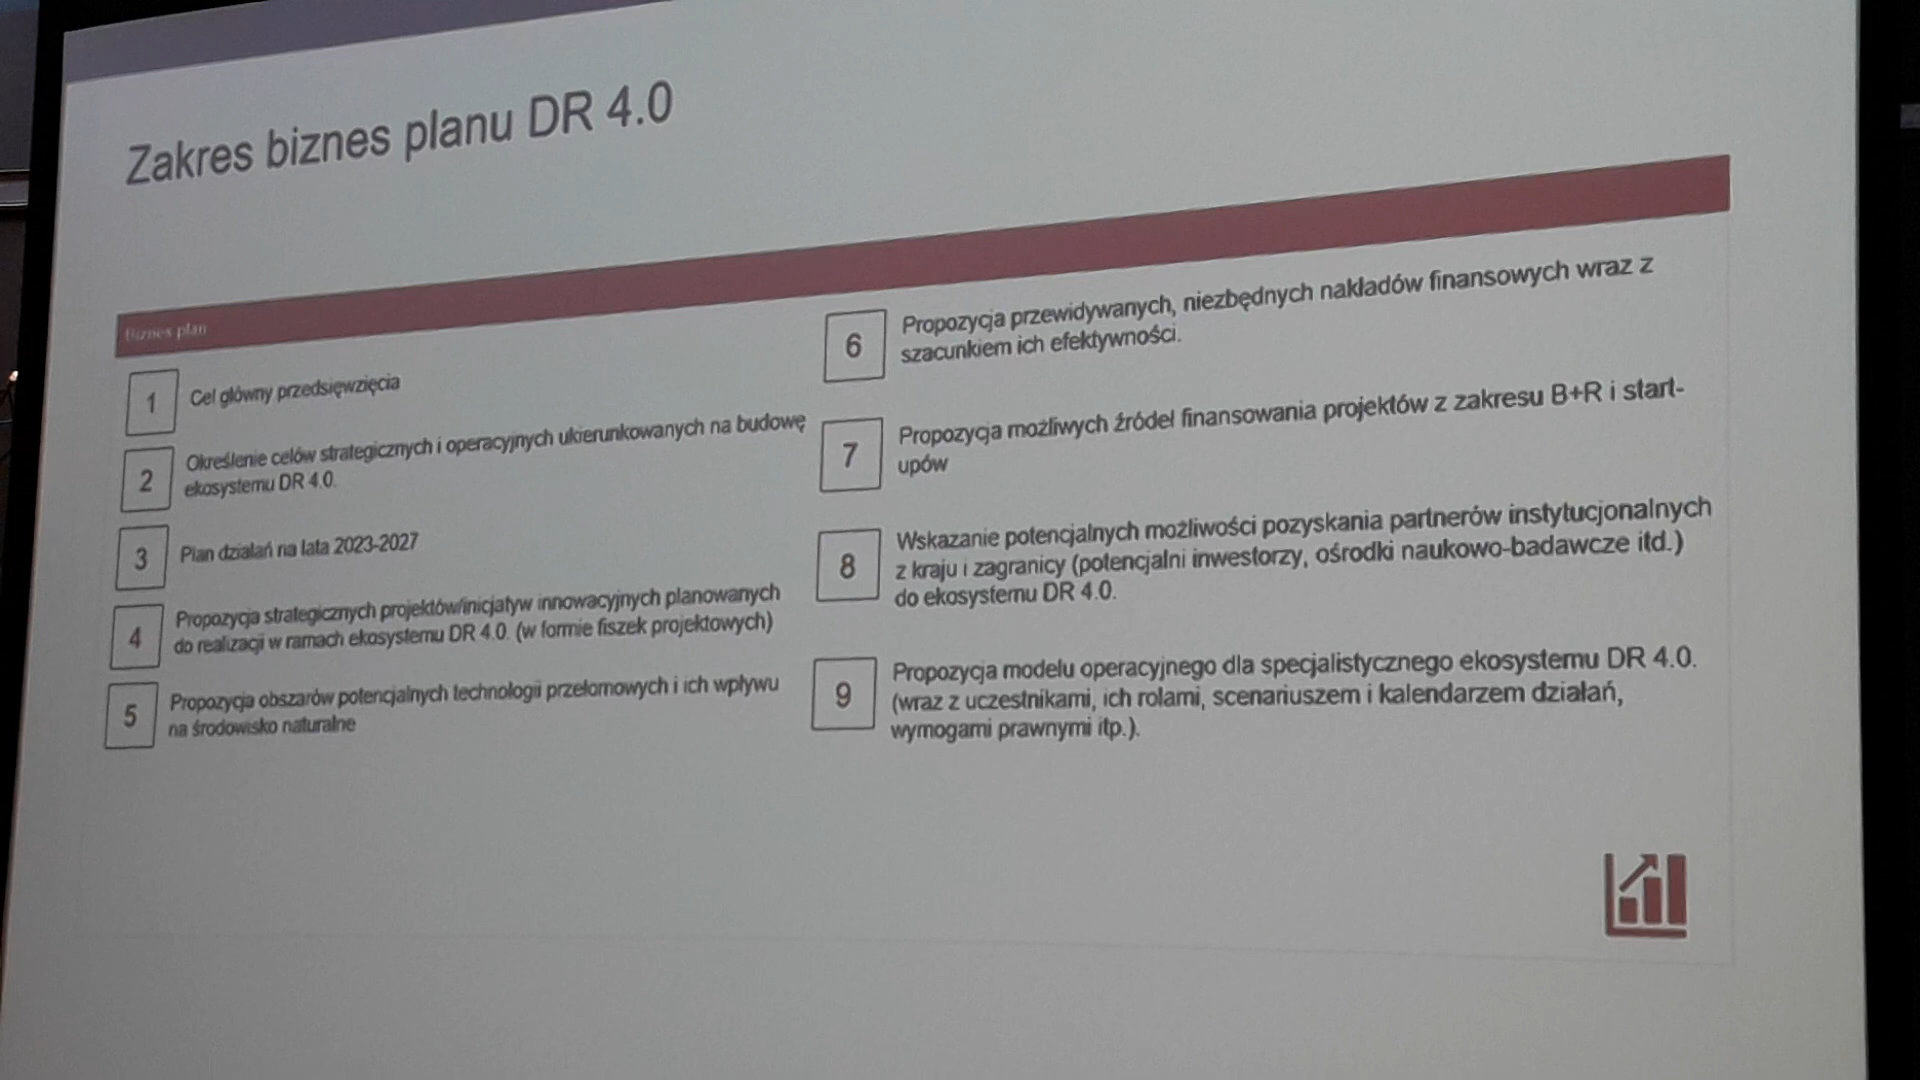 Zakres biznes planu DR 4.0
Biznes plan
1
Cel główny przedsięwzięcia
2
Określenie celów strategicznych i operacyjnych ukierunkowanych na budowę
ekosystemu DR 4.0.
3
Plan działań na lata 2023-2027
4
Propozycja strategicznych projektów/inicjatyw innowacyjnych planowanych
do realizacji w ramach ekosystemu DR 4.0. (w formie fiszek projektowych)
5
Propozycja obszarów potencjalnych technologii przełomowych i ich wpływu
na środowisko naturalne
6
Propozycja przewidywanych, niezbędnych nakładów finansowych wraz z
szacunkiem ich efektywności.
7
Propozycja możliwych źródeł finansowania projektów z zakresu B+R i start-
upów
8
Wskazanie potencjalnych możliwości pozyskania partnerów instytucjonalnych
z kraju i zagranicy (potencjalni inwestorzy, ośrodki naukowo-badawcze itd.)
do ekosystemu DR 4.0.
9
Propozycja modelu operacyjnego dla specjalistycznego ekosystemu DR 4.0.
(wraz z uczestnikami, ich rolami, scenariuszem i kalendarzem działań,
wymogami prawnymi itp.).